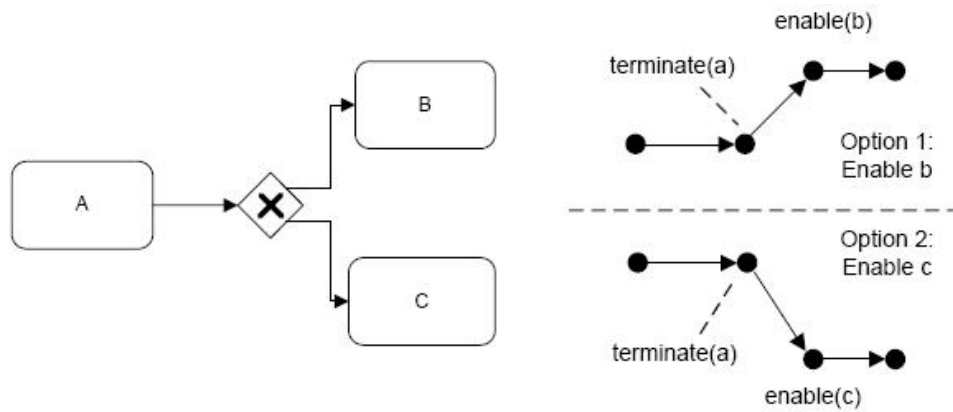 A
B
C
enable(b)
terminate(a)
Option 1:
Enable b
Option 2:
Enable c
terminate(a)
enable(c)